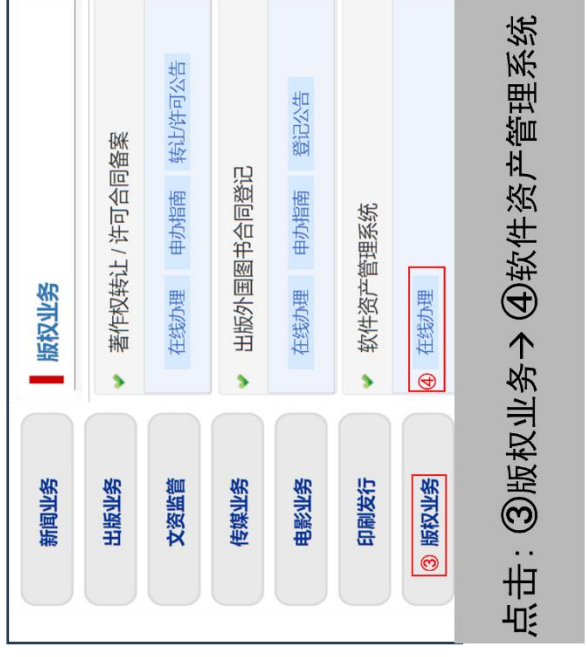 新闻业务
出版业务
文资监管
传媒业务
电影业务
印刷发行
③ 版权业务
版权业务
著作权转让 / 许可合同备案
在线办理 申办指南 转让/许可公告
出版外国图书合同登记
在线办理 申办指南 登记公告
软件资产管理系统
④ 在线办理
点击：③版权业务→ ④软件资产管理系统